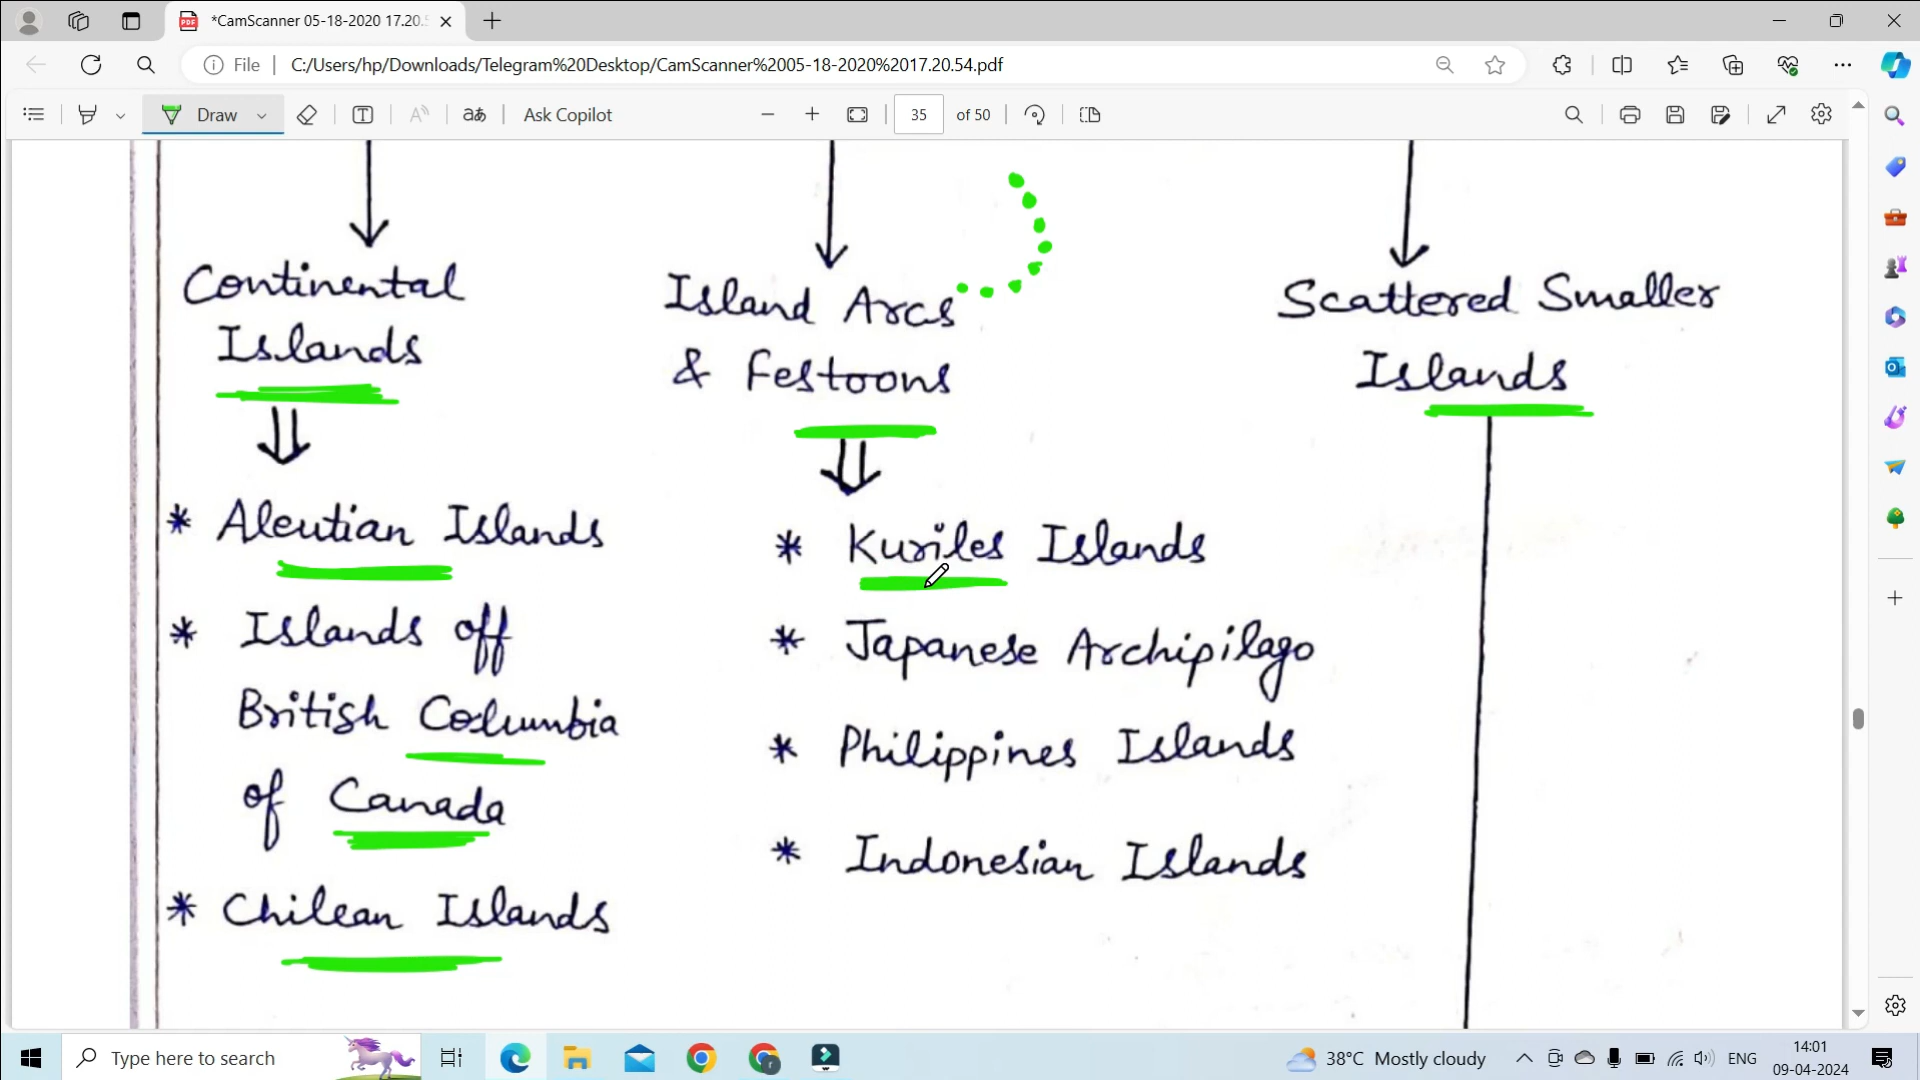 *CamScanner 05-18-2020 17.20.5
File
C:/Users/hp/Downloads/Telegram%20Desktop/CamScanner%2005-18-2020%2017.20.54.pdf
Draw
Ask Copilot
35
of 50
Continental
Islands
* Aleutian Islands
* Islands off
British Columbia
of Canada
* Chilean Islands
Island Arcs
& Festoons
* Kuriles Islands
* Japanese Archipilago
* Philippines Islands
* Indonesian Islands
Scattered Smaller
Islands
Type here to search
38°C Mostly cloudy
ENG
14:01
09-04-2024